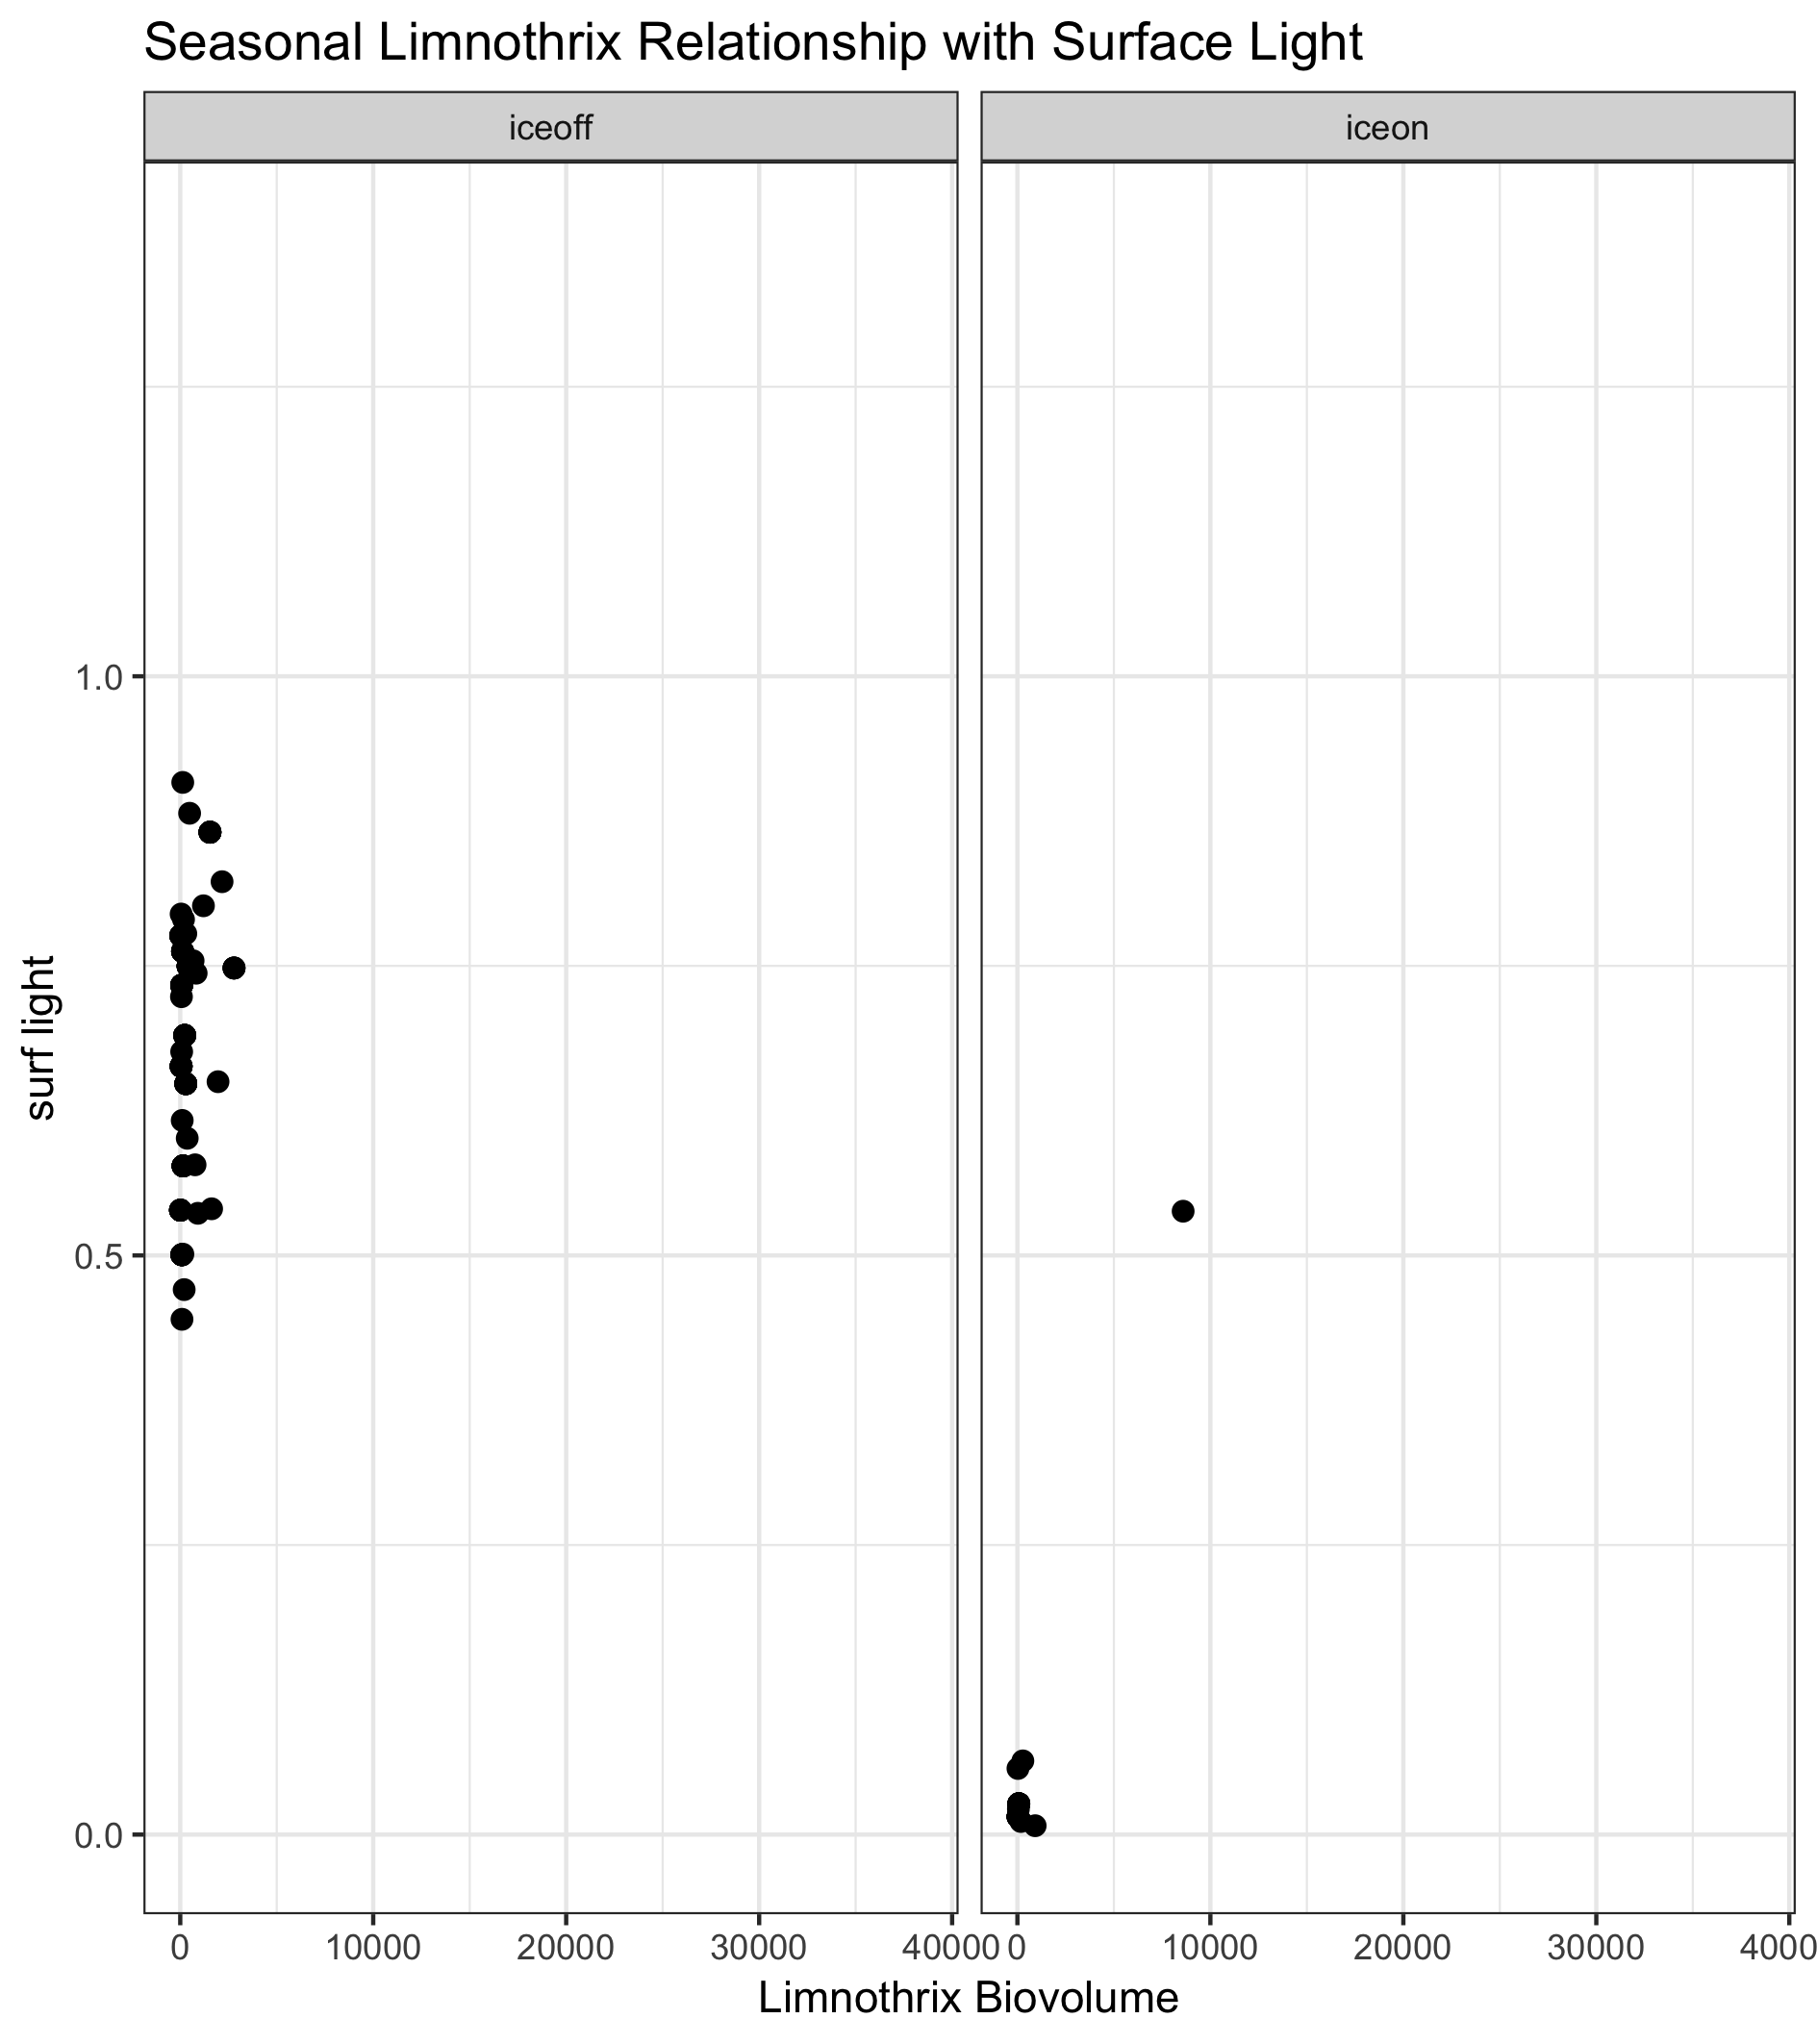 Seasonal Limnothrix Relationship with Surface Light
iceoff
iceon
surf light
1.0
0.5
0.0
0 10000 20000 30000 40000
0 10000 20000 30000 4000
Limnothrix Biovolume